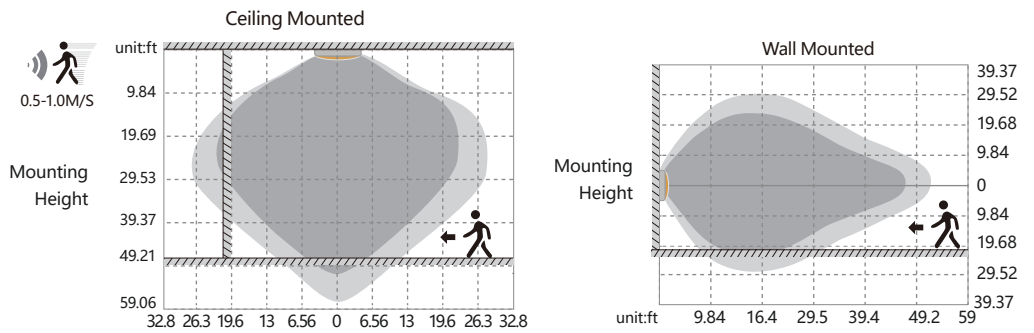 Ceiling Mounted
unit:ft
0.5-1.0M/S
Mounting
Height
9.84
19.69
29.53
39.37
49.21
59.06
32.8 26.3 19.6 13 6.56 0 6.56 13 19.6 26.3 32.8
Wall Mounted
Mounting
Height
39.37
29.52
19.68
9.84
0
9.84
19.68
29.52
39.37
unit:ft 9.84 16.4 29.5 39.4 49.2 59